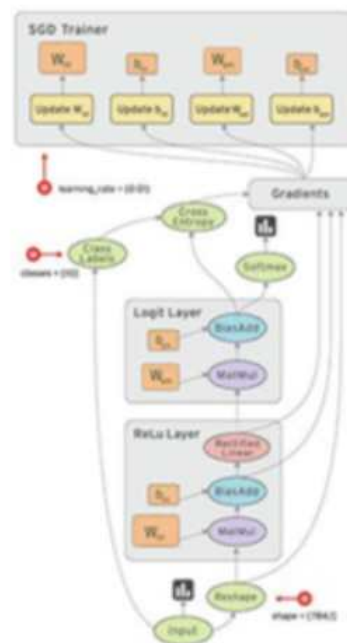 SGD Trainer
W
b
W
b
Update W
Update b
Update W
Update b
learning_rate = {0.01}
Gradients
Cross
Entropy
Class
Labels
classes = {10}
Softmax
Logit Layer
b
BiasAdd
W
MatMul
ReLu Layer
Rectified
Linear
b
BiasAdd
W
MatMul
Reshape
shape = {784,1}
Input